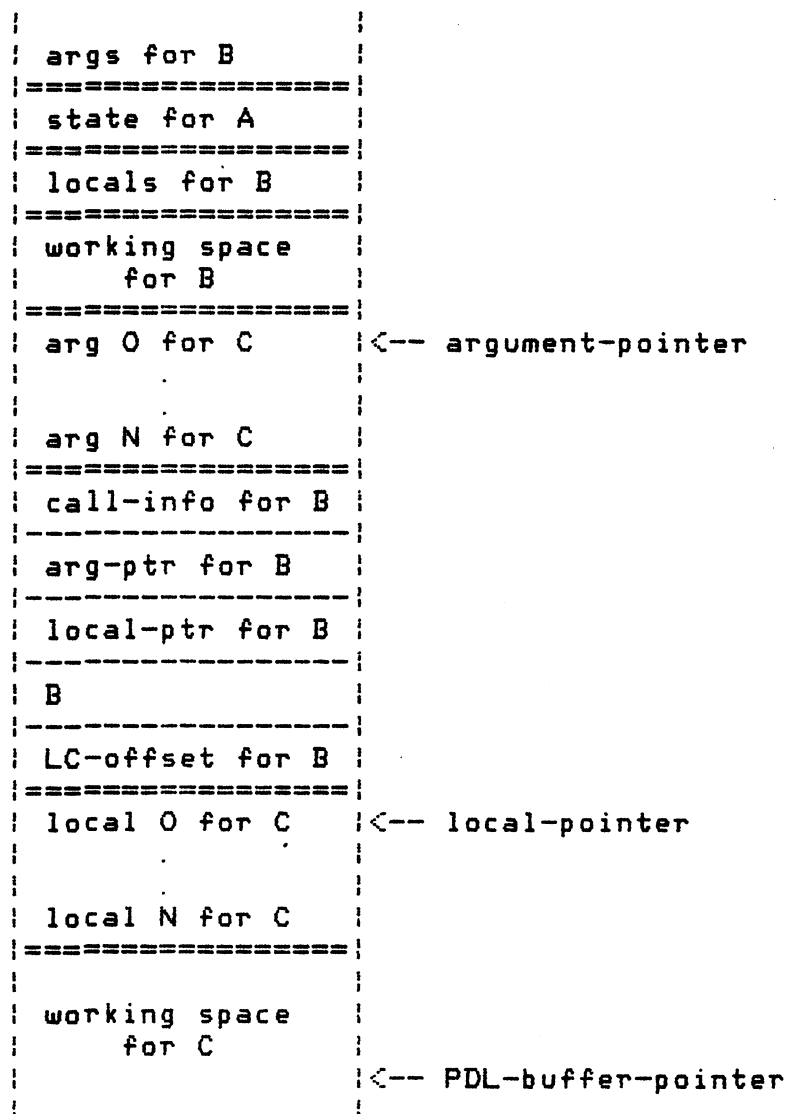 args for B
================
state for A
================
locals for B
================
working space
for B
================
arg 0 for C <-- argument-pointer
.
.
arg N for C
================
call-info for B
----------------
arg-ptr for B
----------------
local-ptr for B
----------------
B
----------------
LC-offset for B
================
local 0 for C <-- local-pointer
.
.
local N for C
================
working space
for C
<-- PDL-buffer-pointer